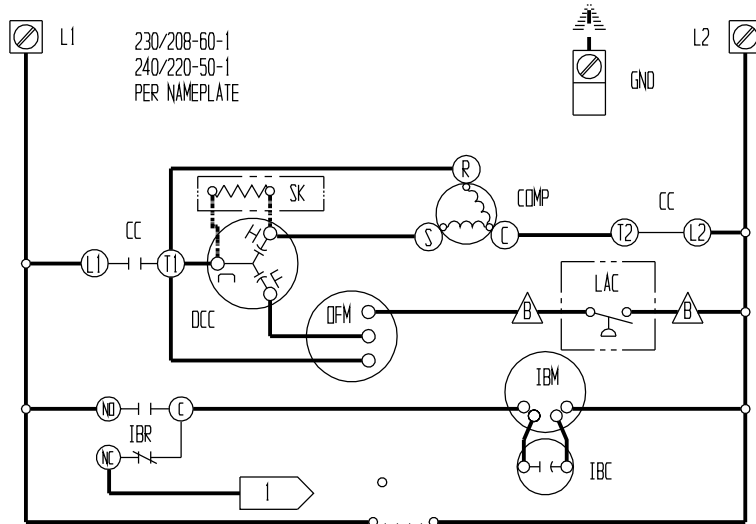 L1
230/208-60-1
240/220-50-1
PER NAMEPLATE
GND
L2
R
SK
COMP
CC
CC
H
S
C
T2
L2
L1
T1
C
F
LAC
DCC
OFM
B
B
IBM
NO
C
IBR
NC
IBC
1